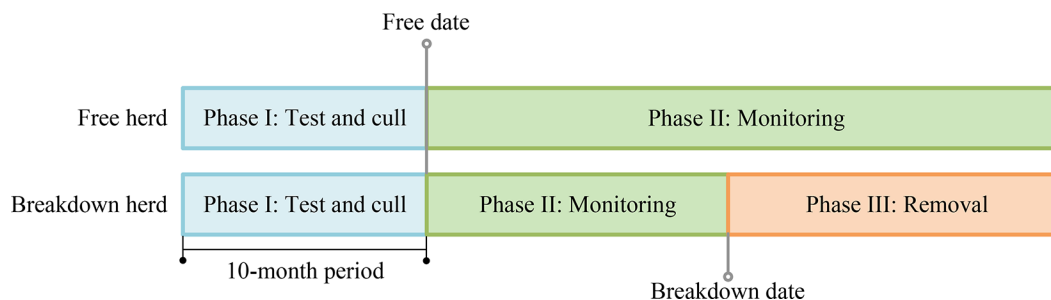 Free date
Free herd
Phase I: Test and cull
Phase II: Monitoring
Breakdown herd
Phase I: Test and cull
Phase II: Monitoring
Phase III: Removal
10-month period
Breakdown date